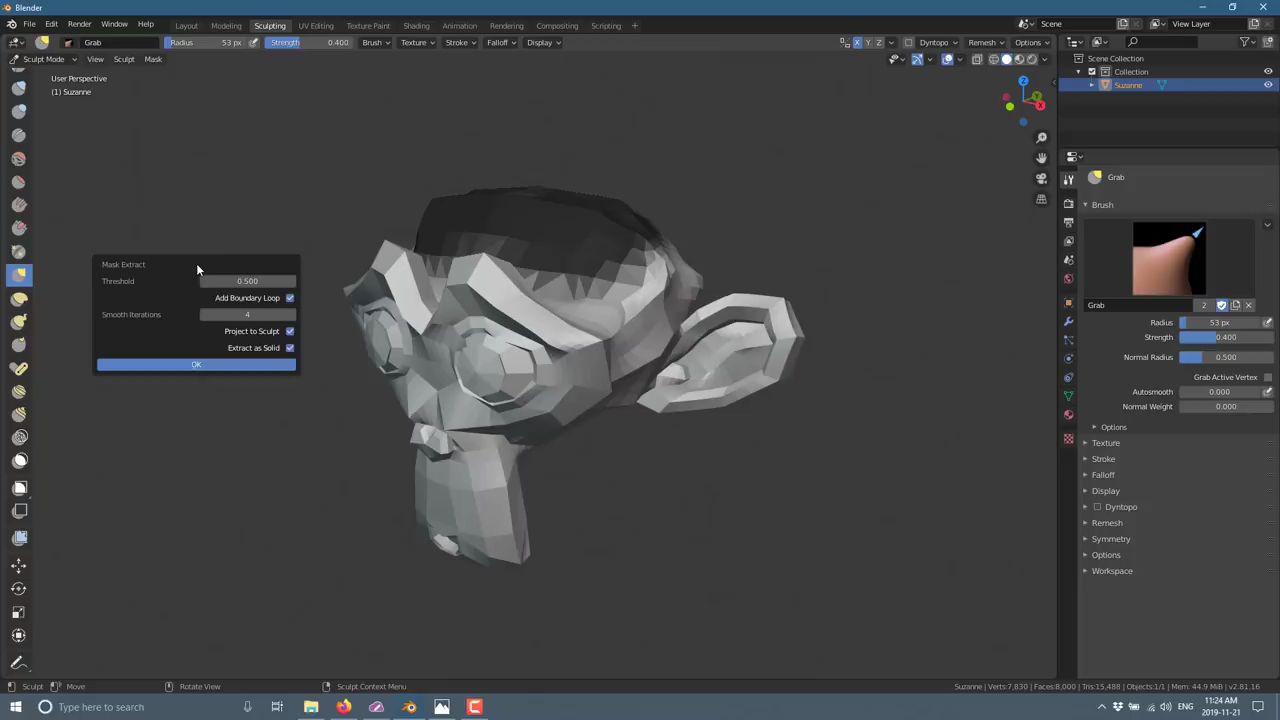 Blender
File Edit Render Window Help
Layout Modeling Sculpting UV Editing Texture Paint Shading Animation Rendering Compositing Scripting +
Scene
View Layer
Grab
Radius 53 px
Strength 0.400
Brush
Texture
Stroke
Falloff
Display
X Y Z
Dyntopo
Remesh
Options
Sculpt Mode
View Sculpt Mask
User Perspective
(1) Suzanne
Z
Y
X
Mask Extract
Threshold 0.500
Add Boundary Loop
Smooth Iterations 4
Project to Sculpt
Extract as Solid
OK
Scene Collection
Collection
Suzanne
Grab
Brush
Grab 2
Radius 53 px
Strength 0.400
Normal Radius 0.500
Grab Active Vertex
Autosmooth 0.000
Normal Weight 0.000
Options
Texture
Stroke
Falloff
Display
Dyntopo
Remesh
Symmetry
Options
Workspace
Sculpt Move Rotate View Sculpt Context Menu
Suzanne | Verts:7,830 | Faces:8,000 | Tris:15,488 | Objects:1/1 | Mem: 44.9 MiB | v2.81.16
Type here to search
11:24 AM
2019-11-21